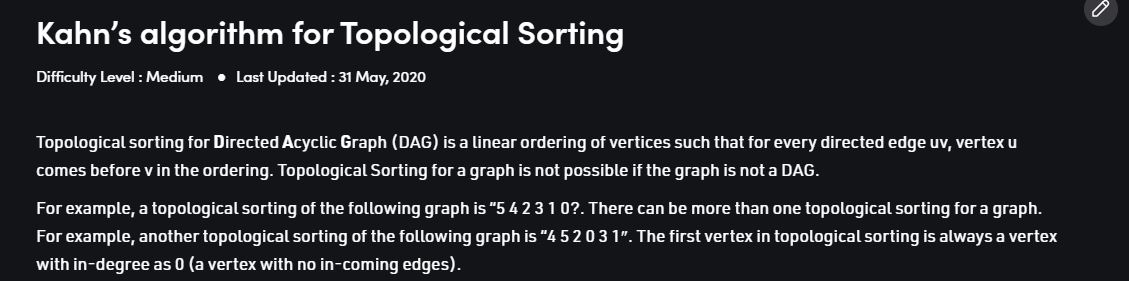 Kahn’s algorithm for Topological Sorting
Difficulty Level : Medium ● Last Updated : 31 May, 2020
Topological sorting for Directed Acyclic Graph (DAG) is a linear ordering of vertices such that for every directed edge uv, vertex u
comes before v in the ordering. Topological Sorting for a graph is not possible if the graph is not a DAG.
For example, a topological sorting of the following graph is “5 4 2 3 1 0?. There can be more than one topological sorting for a graph.
For example, another topological sorting of the following graph is “4 5 2 0 3 1″. The first vertex in topological sorting is always a vertex
with in-degree as 0 (a vertex with no in-coming edges).